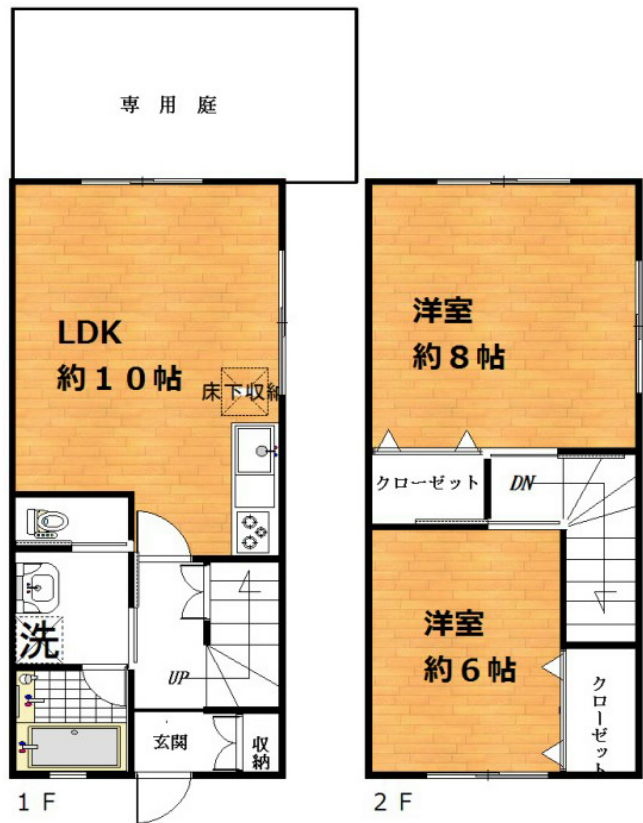 専用庭
LDK
約１０帖
床下収納
洗
UP
玄関
収納
１F
洋室
約８帖
クローゼット
DN
洋室
約６帖
クローゼット
２F